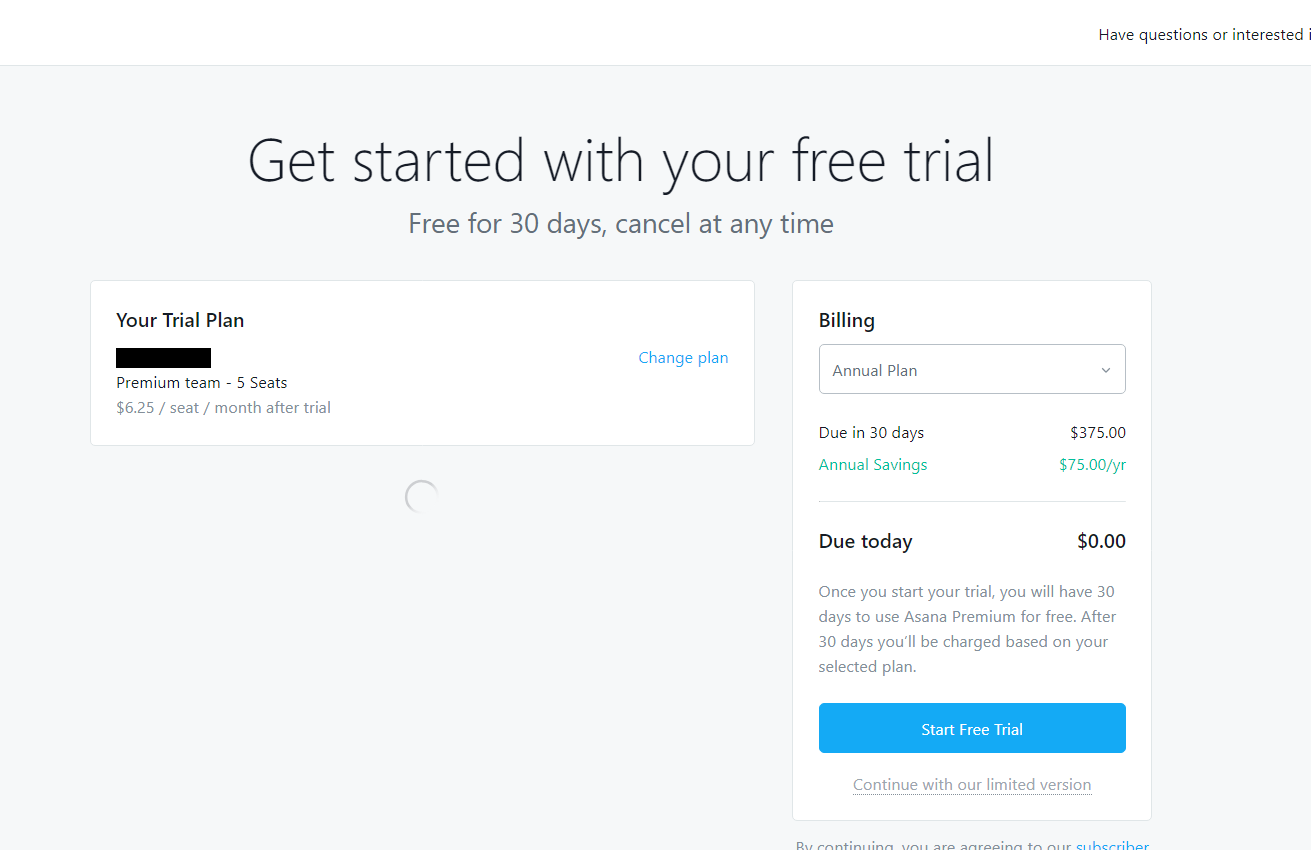 Have questions or interested i
Get started with your free trial
Free for 30 days, cancel at any time
Your Trial Plan
Change plan
Premium team - 5 Seats
$6.25 / seat / month after trial
Billing
Annual Plan
Due in 30 days $375.00
Annual Savings $75.00/yr
Due today $0.00
Once you start your trial, you will have 30
days to use Asana Premium for free. After
30 days you’ll be charged based on your
selected plan.
Start Free Trial
Continue with our limited version
By continuing, you are agreeing to our subscriber